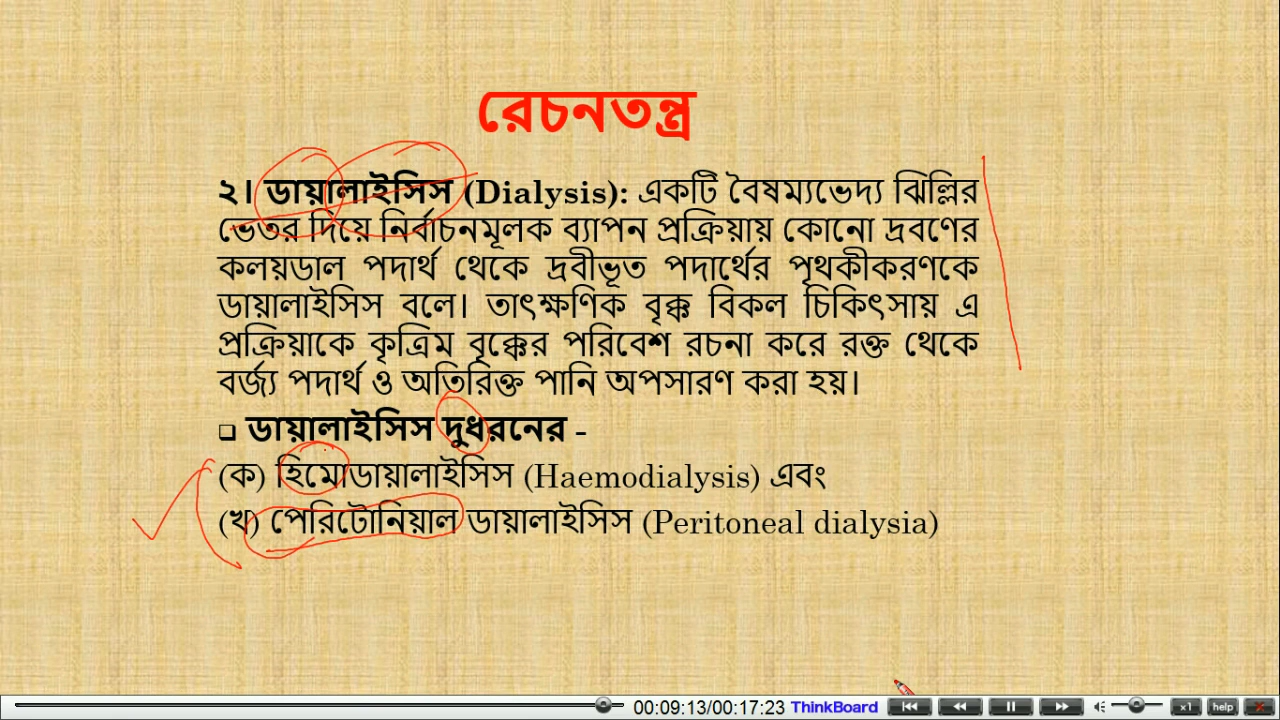 রেচনতন্ত্র
২। ডায়ালাইসিস (Dialysis): একটি বৈষম্যভেদ্য ঝিল্লির
ভেতর দিয়ে নির্বাচনমূলক ব্যাপন প্রক্রিয়ায় কোনো দ্রবণের
কলয়ডাল পদার্থ থেকে দ্রবীভূত পদার্থের পৃথকীকরণকে
ডায়ালাইসিস বলে। তাৎক্ষণিক বৃক্ক বিকল চিকিৎসায় এ
প্রক্রিয়াকে কৃত্রিম বৃক্কের পরিবেশ রচনা করে রক্ত থেকে
বর্জ্য পদার্থ ও অতিরিক্ত পানি অপসারণ করা হয়।
ডায়ালাইসিস দুধরনের -
(ক) হিমোডায়ালাইসিস (Haemodialysis) এবং
(খ) পেরিটোনিয়াল ডায়ালাইসিস (Peritoneal dialysia)
00:09:13/00:17:23 ThinkBoard x1 help